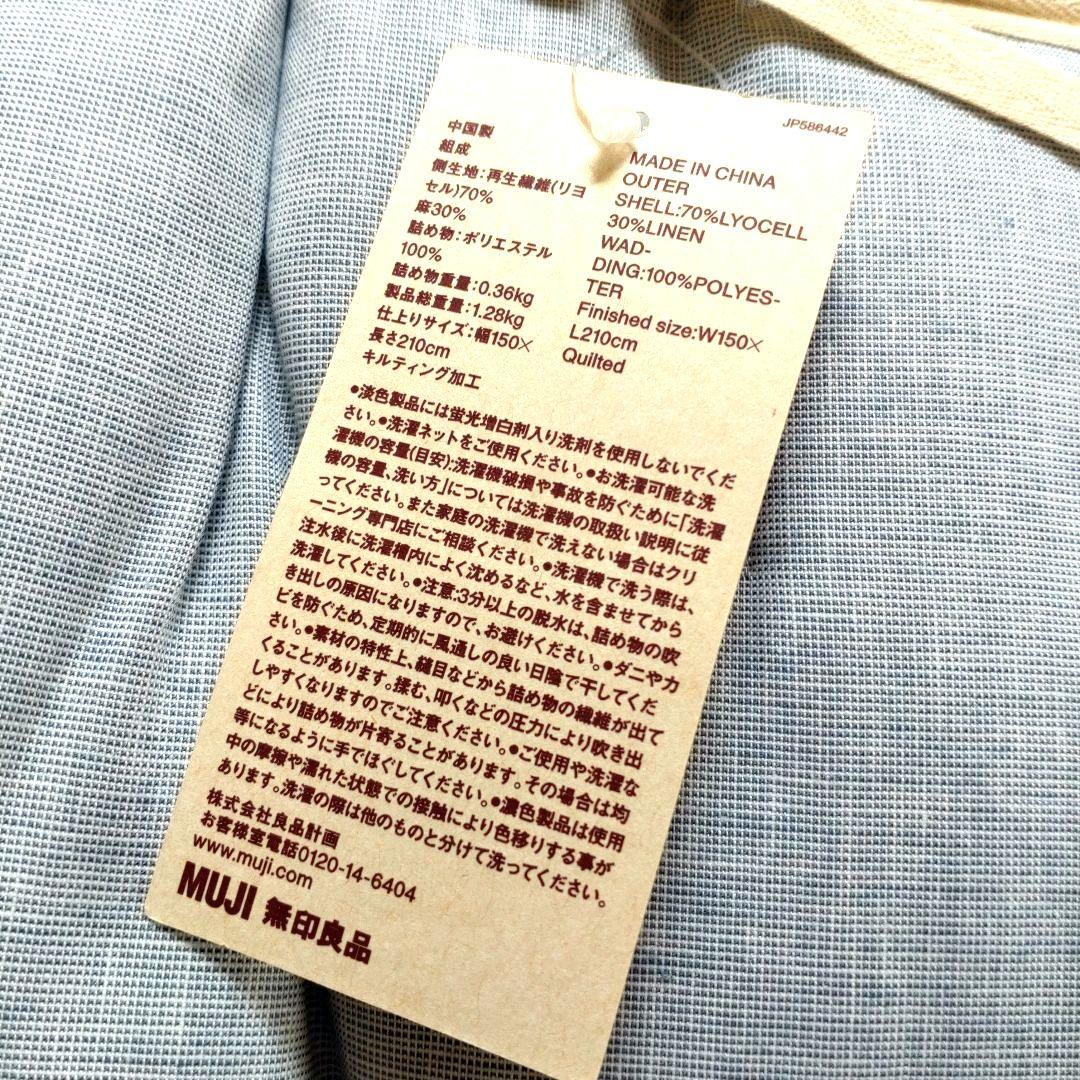 JP586442
中国製
組成
側生地:再生繊維(リヨ
セル)70%
麻30%
詰め物:ポリエステル
100%
詰め物重量:0.36kg
製品総重量:1.28kg
仕上りサイズ:幅150×
長さ210cm
キルティング加工
MADE IN CHINA
OUTER
SHELL:70%LYOCELL
30%LINEN
WAD-
DING:100%POLYES-
TER
Finished size:W150×
L210cm
Quilted
●淡色製品には蛍光増白剤入り洗剤を使用しないでくだ
さい。●洗濯ネットをご使用ください。●お洗濯可能な洗
濯機の容量(目安):洗濯機破損や事故を防ぐために「洗濯
機の容量、洗い方」については洗濯機の取扱い説明に従
ってください。また家庭の洗濯機で洗えない場合はクリ
ーニング専門店にご相談ください。●洗濯機で洗う際は、
注水後に洗濯槽内によく沈めるなど、水を含ませてから
洗濯してください。●注意:3分以上の脱水は、詰め物の吹
き出しの原因になりますので、お避けください。●ダニやカ
ビを防ぐため、定期的に風通しの良い日陰で干してくだ
さい。●素材の特性上、縫目などから詰め物の繊維が出て
くることがあります。揉む、叩くなどの圧力により吹き出
しやすくなりますのでご注意ください。●ご使用や洗濯な
どにより詰め物が片寄ることがあります。その場合は均
等になるように手でほぐしてください。●濃色製品は使用
中の摩擦や濡れた状態での接触により色移りする事が
あります。洗濯の際は他のものと分けて洗ってください。
株式会社良品計画
お客様室電話0120-14-6404
www.muji.com
MUJI 無印良品